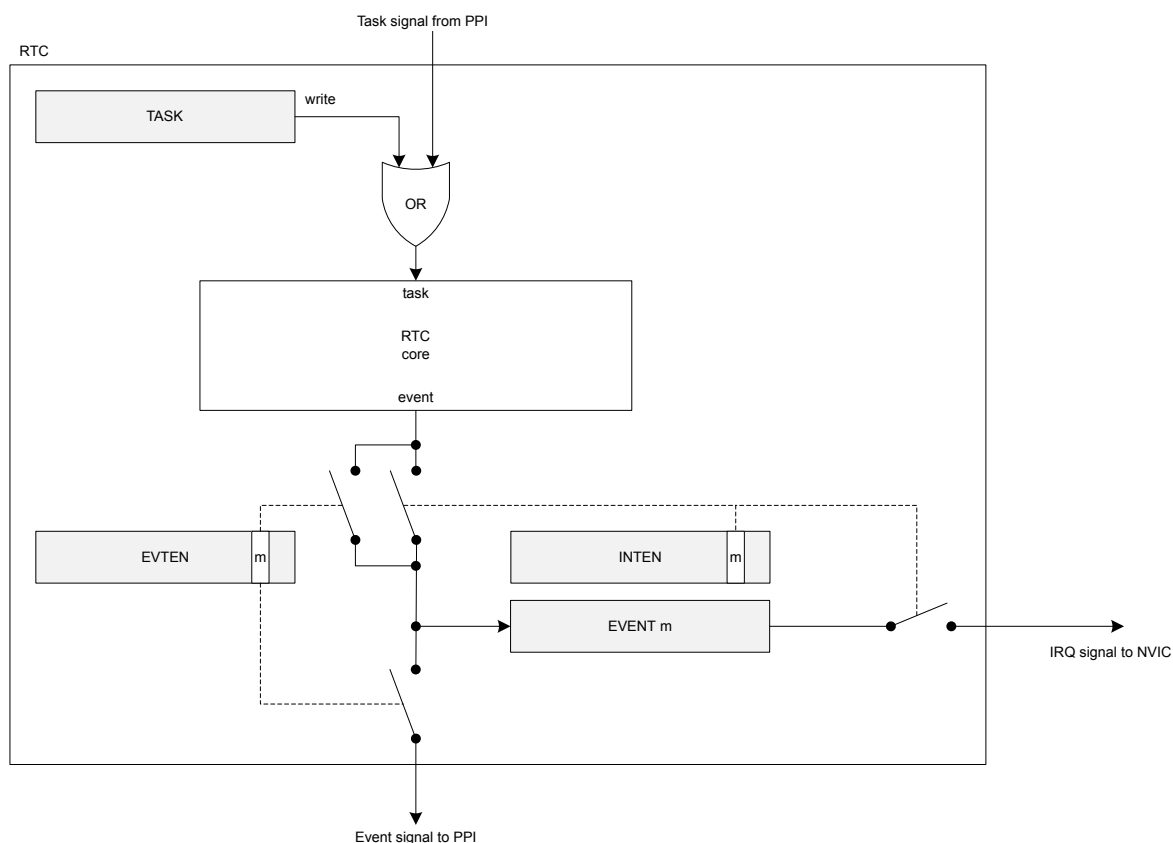 Task signal from PPI
RTC
write
TASK
OR
task
RTC
core
event
EVTEN
m
INTEN
m
EVENT m
IRQ signal to NVIC
Event signal to PPI